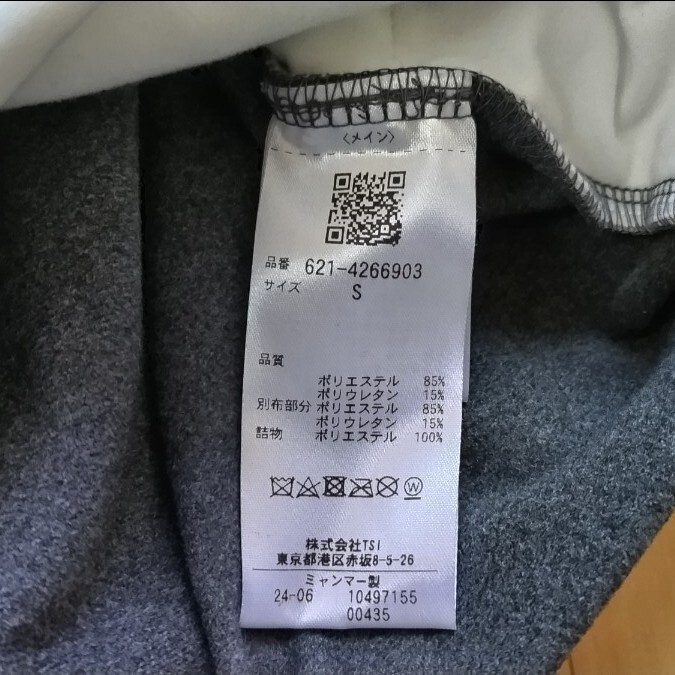 〈メイン〉
品番 621-4266903
サイズ S
品質
ポリエステル 85%
ポリウレタン 15%
別布部分 ポリエステル 85%
ポリウレタン 15%
詰物 ポリエステル 100%
W
株式会社TSI
東京都港区赤坂8-5-26
ミャンマー製
24-06 10497155
00435